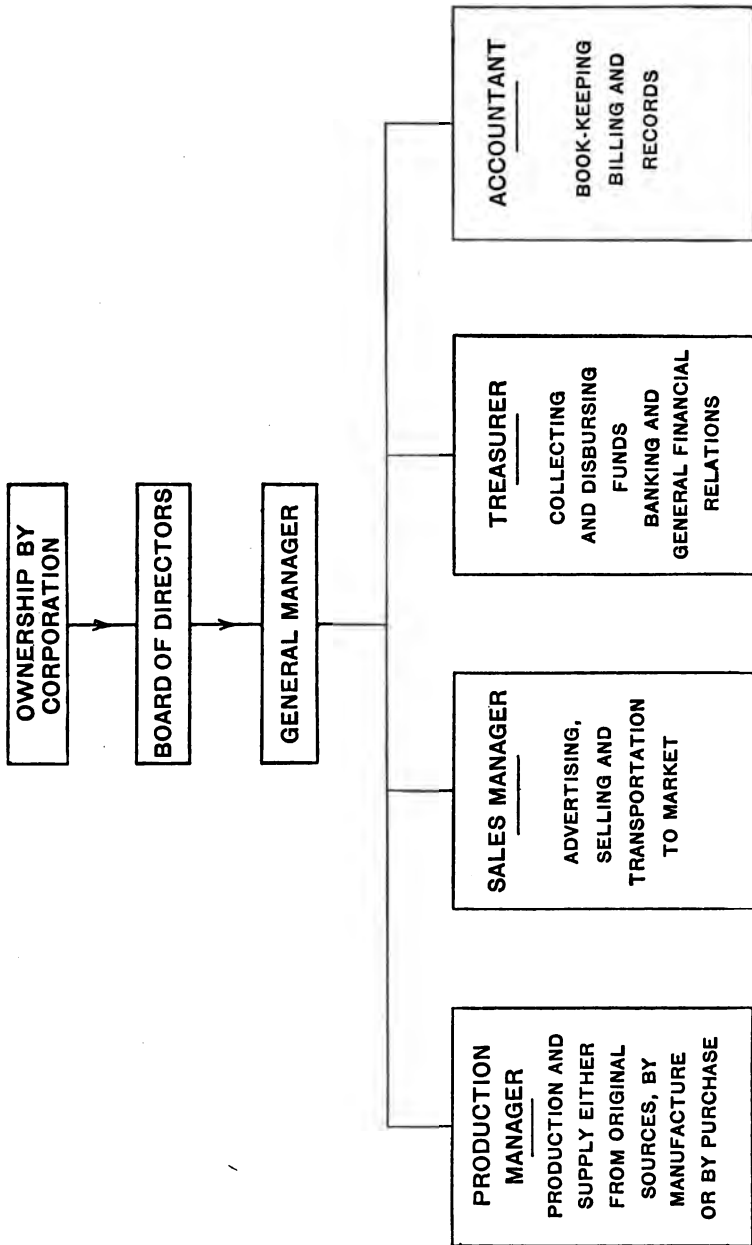 OWNERSHIP BY
CORPORATION
BOARD OF DIRECTORS
GENERAL MANAGER
PRODUCTION
MANAGER
PRODUCTION AND
SUPPLY EITHER
FROM ORIGINAL
SOURCES, BY
MANUFACTURE
OR BY PURCHASE
SALES MANAGER
ADVERTISING,
SELLING AND
TRANSPORTATION
TO MARKET
TREASURER
COLLECTING
AND DISBURSING
FUNDS
BANKING AND
GENERAL FINANCIAL
RELATIONS
ACCOUNTANT
BOOK-KEEPING
BILLING AND
RECORDS